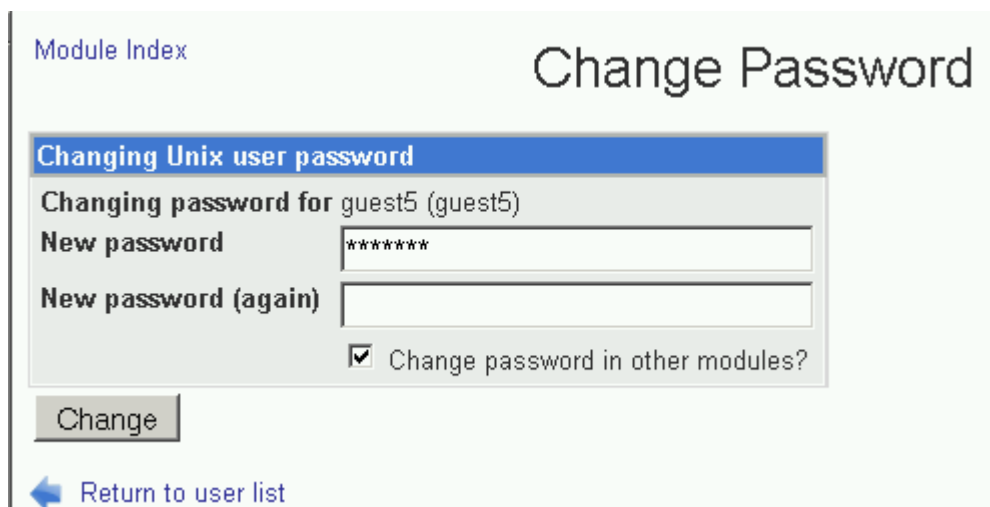 Module Index
Change Password
Changing Unix user password
Changing password for guest5 (guest5)
New password *******
New password (again)
Change password in other modules?
Change
Return to user list